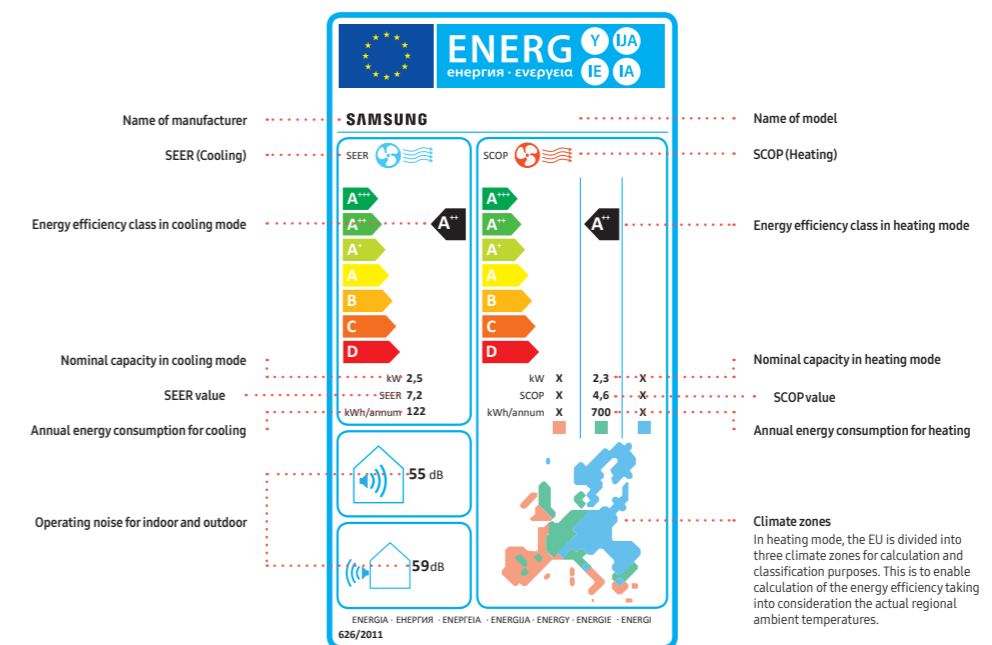 ENERG Y IJA
енергия · ενεργεια IE IA
Name of manufacturer
SAMSUNG
Name of model
SEER (Cooling)
SEER
SCOP
SCOP (Heating)
A+++
A++
A+
A
B
C
D
A++
Energy efficiency class in cooling mode
A+++
A++
A+
A
B
C
D
A++
Energy efficiency class in heating mode
Nominal capacity in cooling mode
kW 2,5
SEER value
SEER 7,2
Annual energy consumption for cooling
kWh/annum 122
kW X 2,3 X
Nominal capacity in heating mode
SCOP X 4,6 X
SCOP value
kWh/annum X 700 X
Annual energy consumption for heating
55 dB
Operating noise for indoor and outdoor
59dB
Climate zones
In heating mode, the EU is divided into
three climate zones for calculation and
classification purposes. This is to enable
calculation of the energy efficiency taking
into consideration the actual regional
ambient temperatures.
ENERGIA · ЕНЕРГИЯ · ΕΝΕΡΓΕΙΑ · ENERGIJA · ENERGY · ENERGIE · ENERGI
626/2011